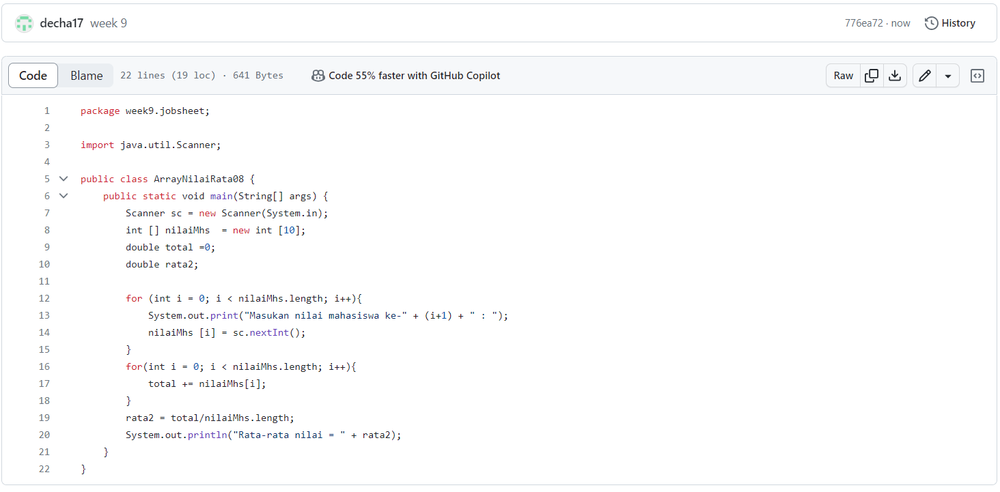 decha17 week 9 776ea72 · now History
Code Blame 22 lines (19 loc) · 641 Bytes Code 55% faster with GitHub Copilot Raw
1 package week9.jobsheet;
2
3 import java.util.Scanner;
4
5 public class ArrayNilaiRata08 {
6     public static void main(String[] args) {
7         Scanner sc = new Scanner(System.in);
8         int [] nilaiMhs  = new int [10];
9         double total =0;
10         double rata2;
11
12         for (int i = 0; i < nilaiMhs.length; i++){
13             System.out.print("Masukan nilai mahasiswa ke-" + (i+1) + " : ");
14             nilaiMhs [i] = sc.nextInt();
15         }
16         for(int i = 0; i < nilaiMhs.length; i++){
17             total += nilaiMhs[i];
18         }
19         rata2 = total/nilaiMhs.length;
20         System.out.println("Rata-rata nilai = " + rata2);
21     }
22 }